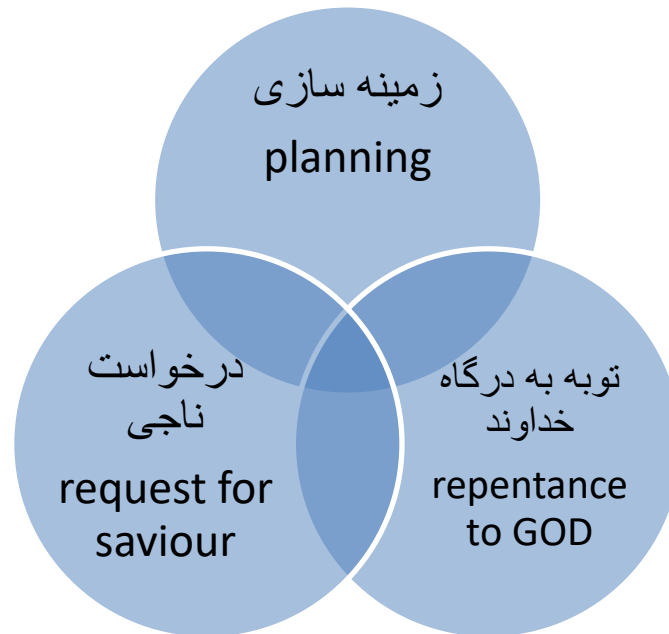 زمینه سازی
planning
درخواست
ناجی
request for
saviour
توبه به درگاه
خداوند
repentance
to GOD